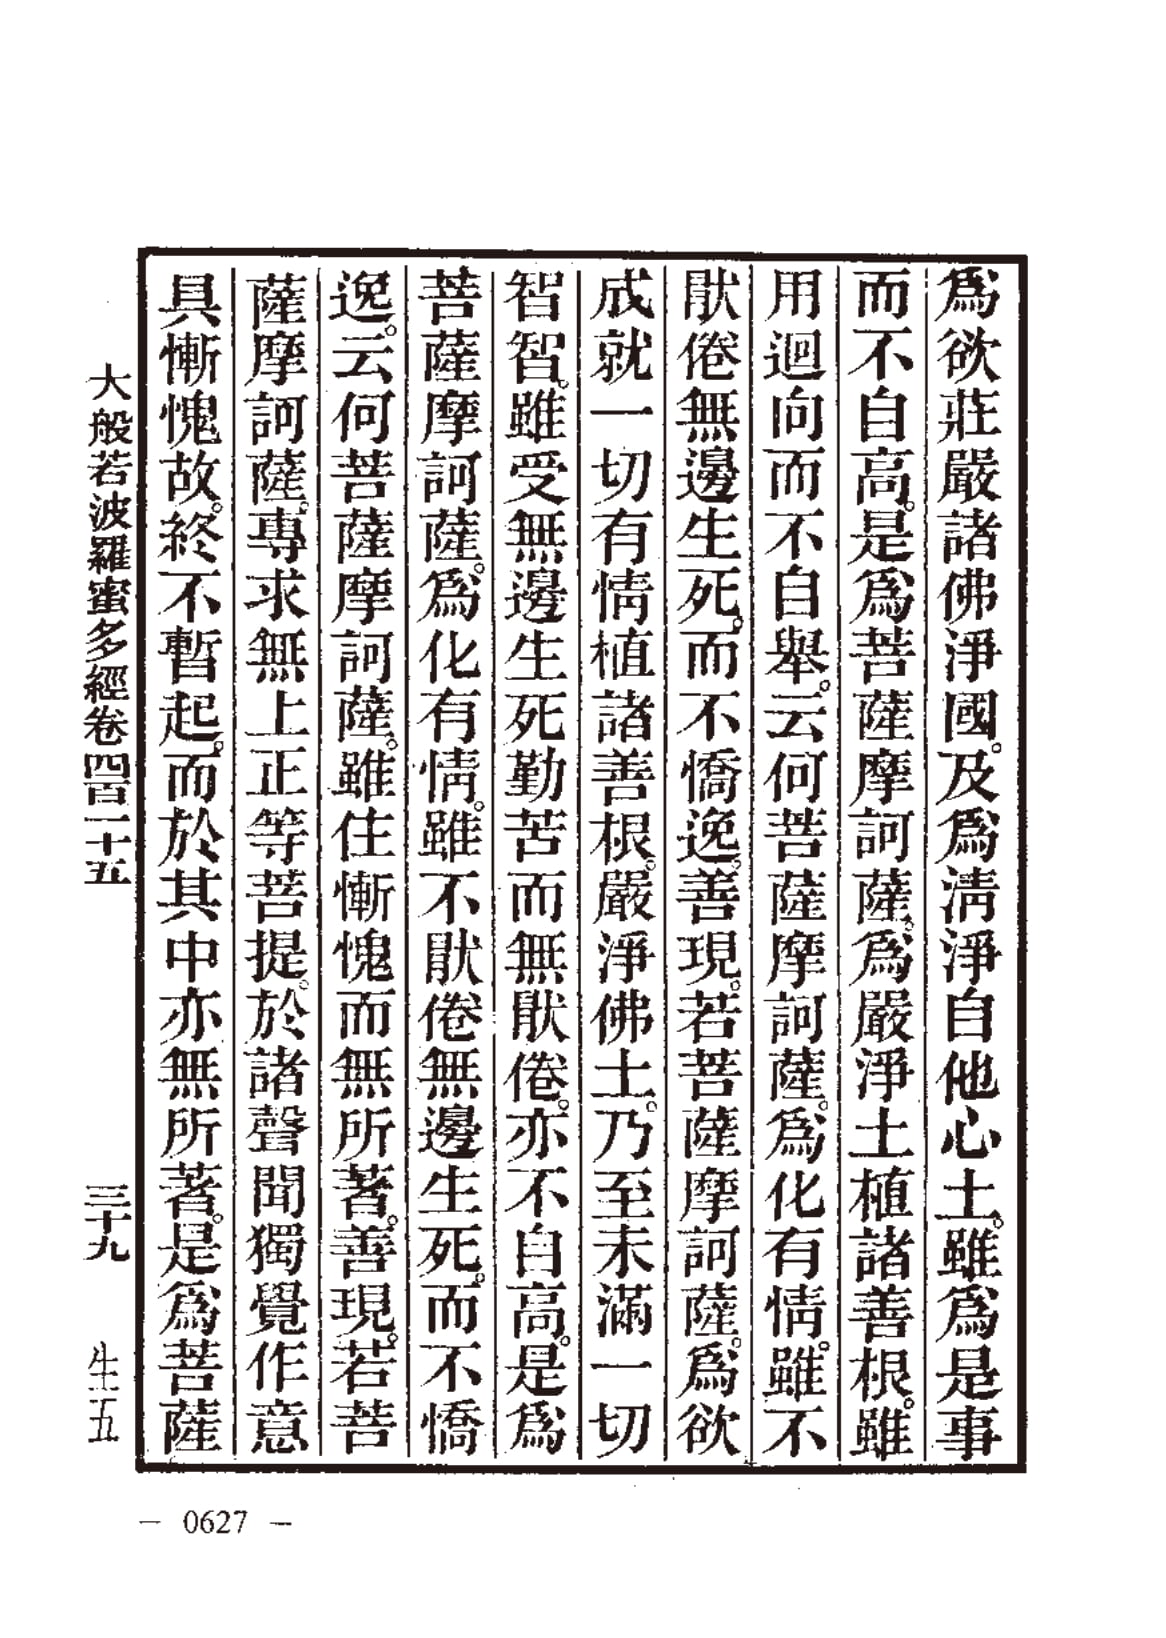 爲欲莊嚴諸佛淨國。及爲清淨自他心土。雖爲是事
而不自高。是爲菩薩摩訶薩。爲嚴淨土植諸善根。雖
用迴向而不自舉。云何菩薩摩訶薩。爲化有情。雖不
猒倦無邊生死。而不憍逸。善現。若菩薩摩訶薩。爲欲
成就一切有情植諸善根。嚴淨佛土。乃至未滿一切
智智。雖受無邊生死勤苦而無猒倦。亦不自高。是爲
菩薩摩訶薩。爲化有情。雖不猒倦無邊生死。而不憍
逸。云何菩薩摩訶薩。雖住慚愧而無所著。善現。若菩
薩摩訶薩。專求無上正等菩提。於諸聲聞獨覺作意
具慚愧故。終不暫起。而於其中亦無所著。是爲菩薩
大般若波羅蜜多經卷四百一十五 三十九 生五
— 0627 —